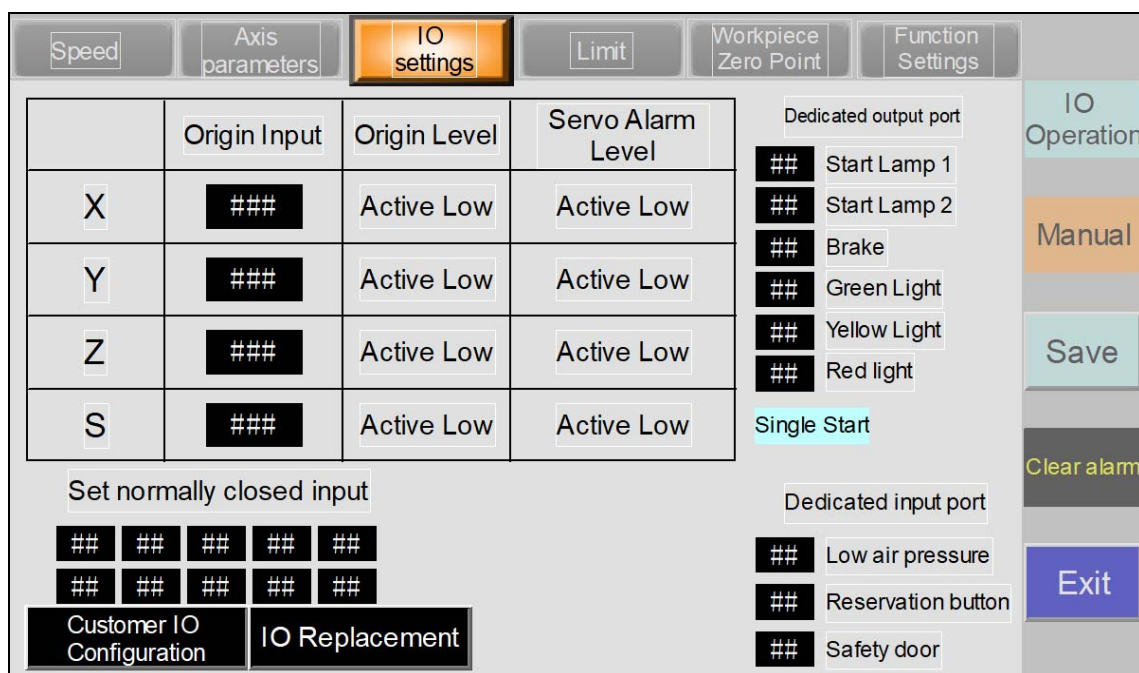 Speed
Axis
parameters
IO
settings
Limit
Workpiece
Zero Point
Function
Settings
Origin Input
Origin Level
Servo Alarm
Level
X
###
Active Low
Active Low
Y
###
Active Low
Active Low
Z
###
Active Low
Active Low
S
###
Active Low
Active Low
Set normally closed input
## ## ## ## ##
## ## ## ## ##
Customer IO
Configuration
IO Replacement
Dedicated output port
## Start Lamp 1
## Start Lamp 2
## Brake
## Green Light
## Yellow Light
## Red light
Single Start
Dedicated input port
## Low air pressure
## Reservation button
## Safety door
IO
Operation
Manual
Save
Clear alarm
Exit